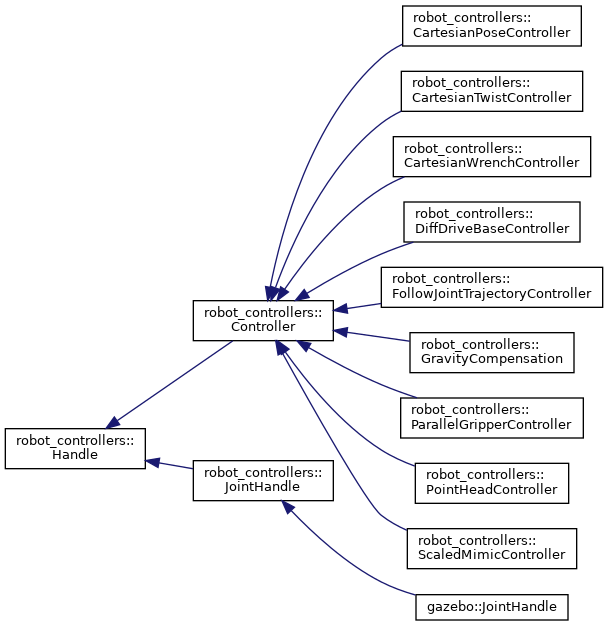 robot_controllers::
CartesianPoseController
robot_controllers::
CartesianTwistController
robot_controllers::
CartesianWrenchController
robot_controllers::
DiffDriveBaseController
robot_controllers::
FollowJointTrajectoryController
robot_controllers::
Controller
robot_controllers::
GravityCompensation
robot_controllers::
ParallelGripperController
robot_controllers::
Handle
robot_controllers::
JointHandle
robot_controllers::
PointHeadController
robot_controllers::
ScaledMimicController
gazebo::JointHandle